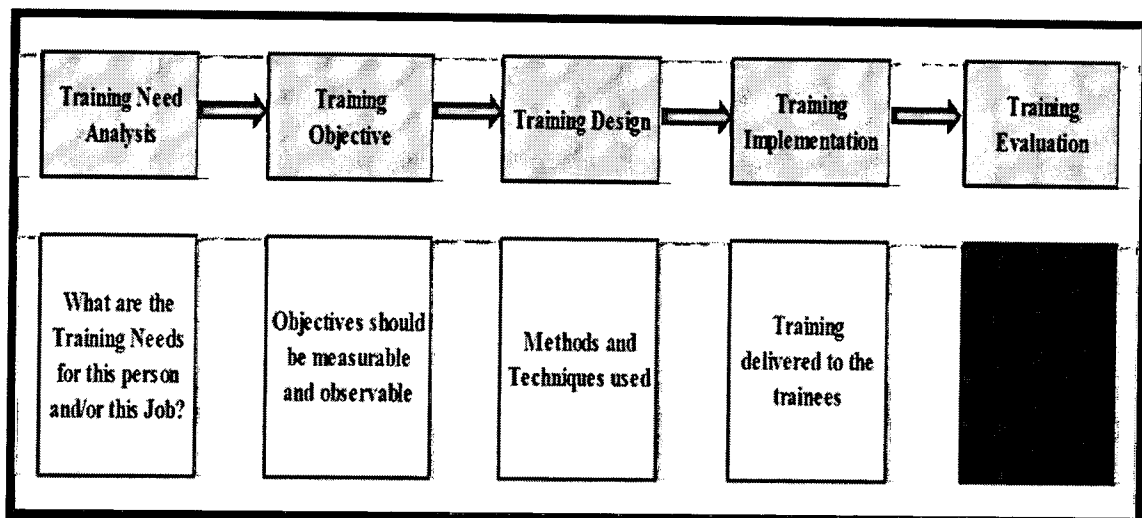 Training Need
Analysis
Training
Objective
Training Design
Training
Implementation
Training
Evaluation
What are the
Training Needs
for this person
and/or this Job?
Objectives should
be measurable
and observable
Methods and
Techniques used
Training
delivered to the
trainees